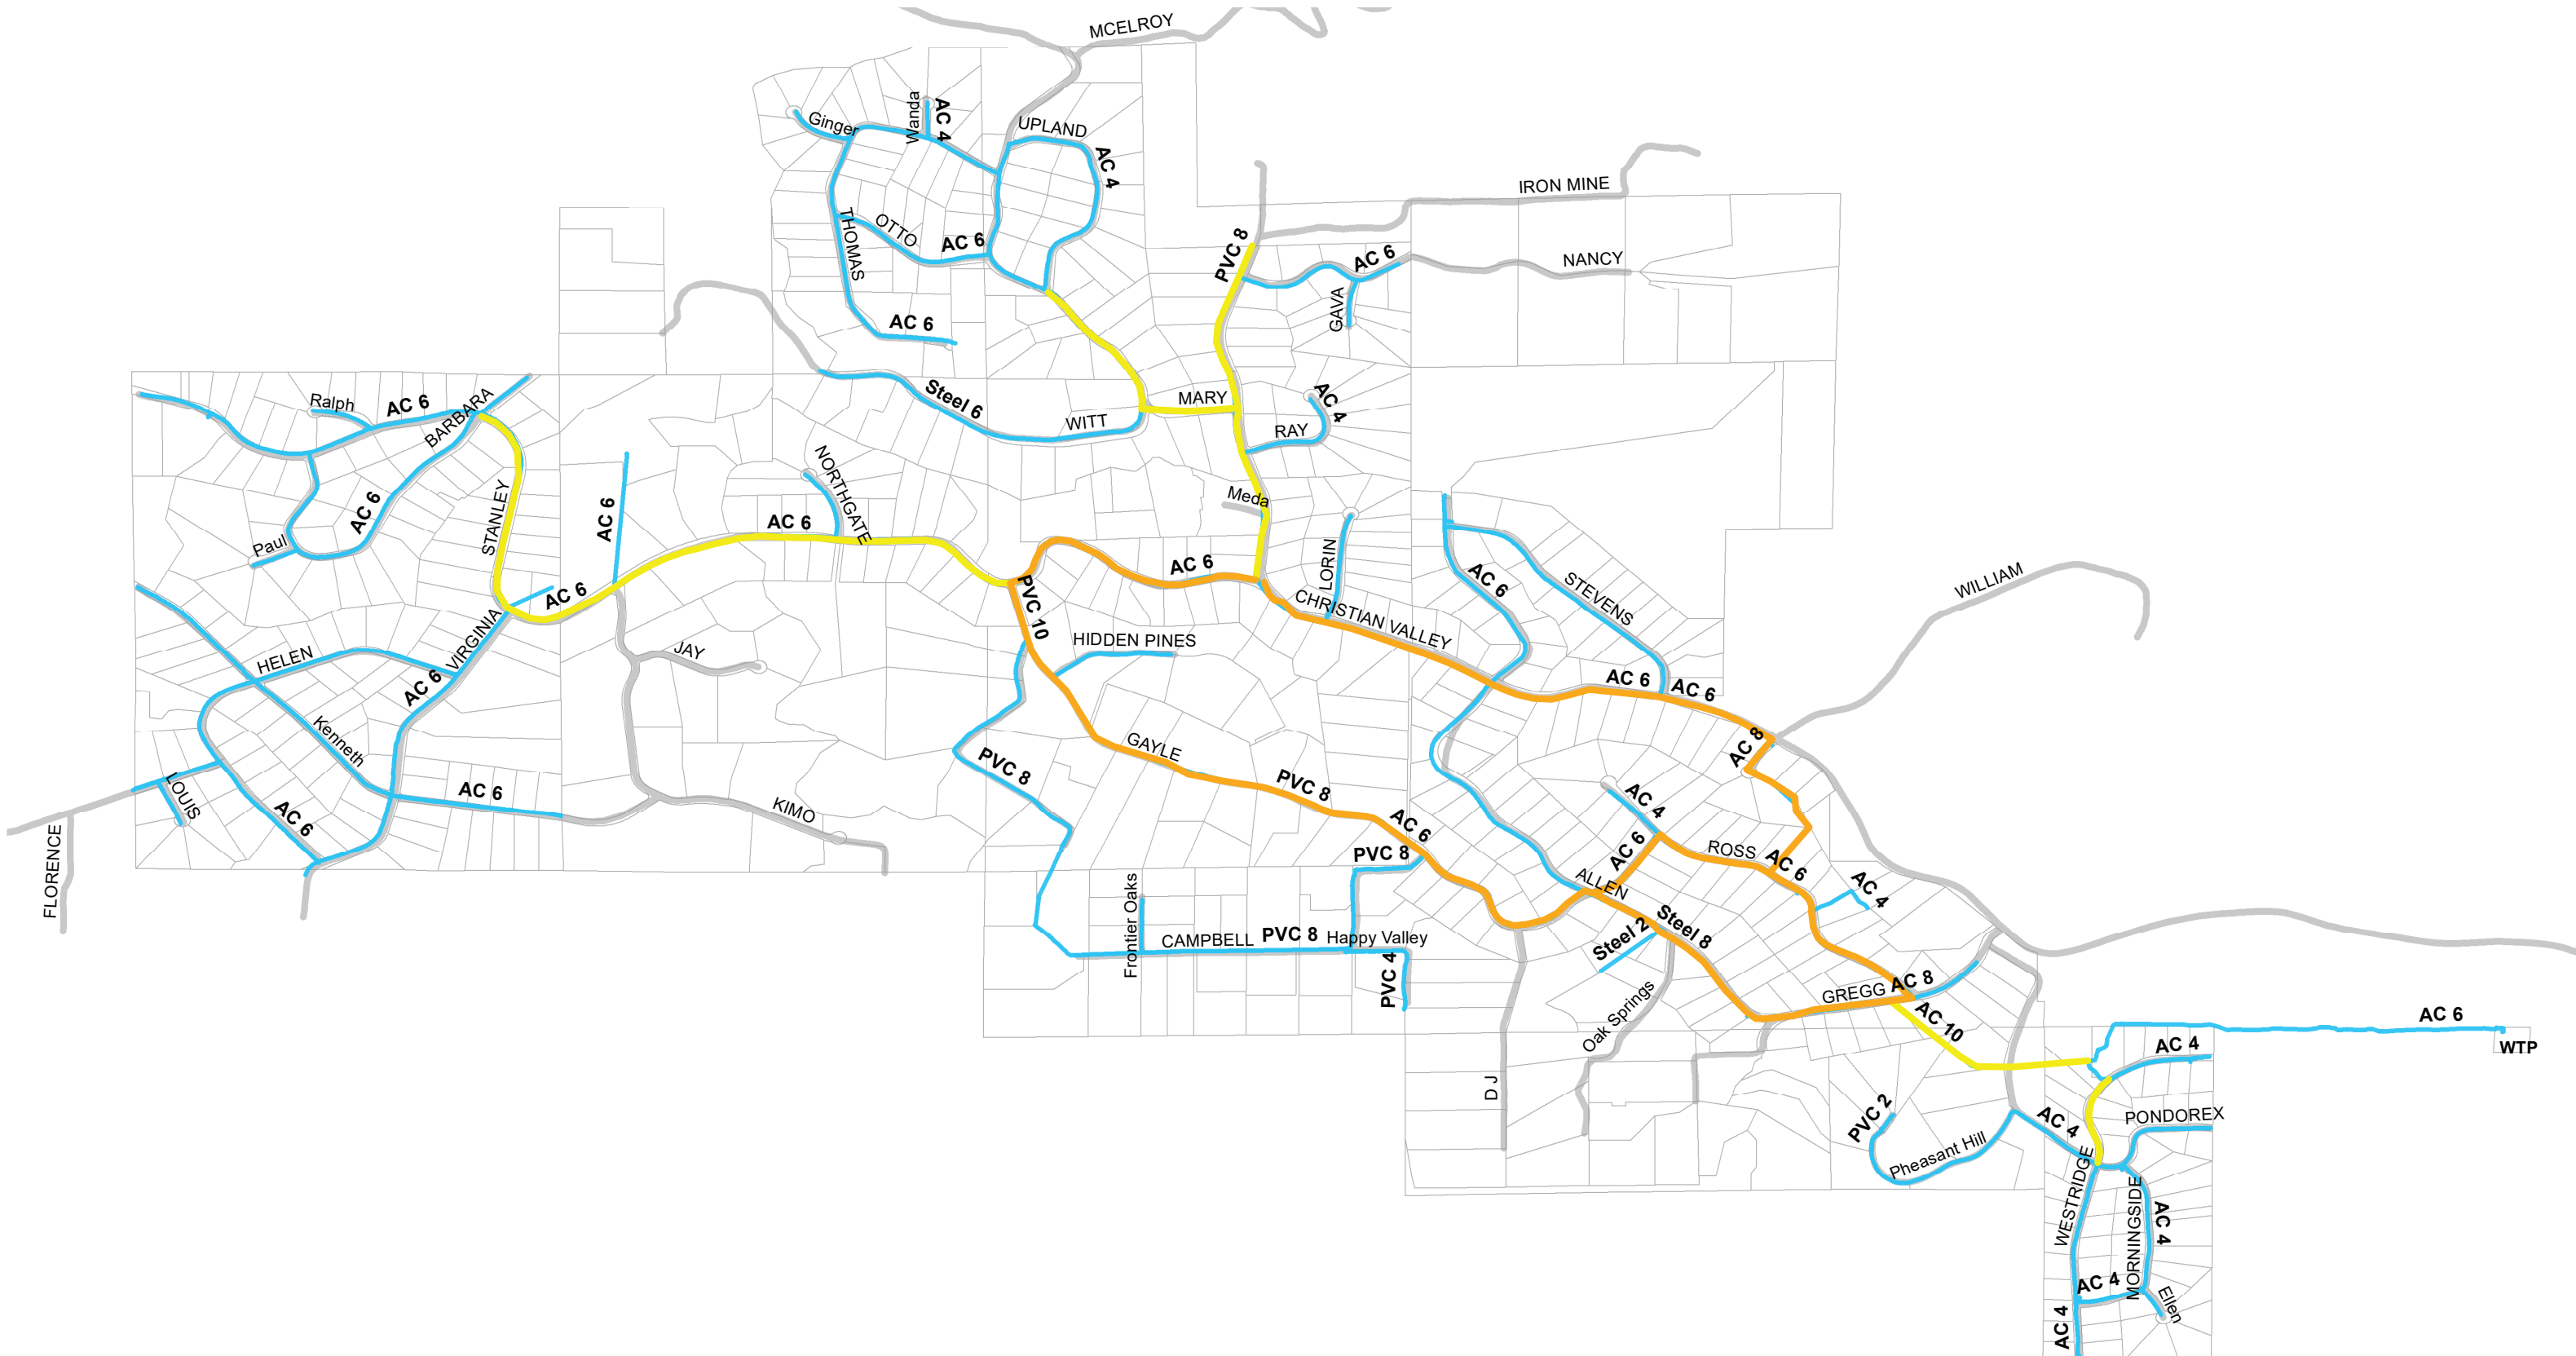 MCELROY
Ginger
Wanda
AC 4
UPLAND
AC 4
THOMAS
OTTO
AC 6
AC 6
IRON MINE
NANCY
PVC 8
AC 6
GAVA
MARY
AC 4
RAY
Steel 6
WITT
Ralph
AC 6
BARBARA
AC 6
STANLEY
Paul
AC 6
NORTHGATE
AC 6
Meda
AC 6
AC 6
LORIN
CHRISTIAN VALLEY
AC 6
STEVENS
WILLIAM
PVC 10
HIDDEN PINES
VIRGINIA
HELEN
AC 6
JAY
Kenneth
AC 6
AC 6
AC 8
GAYLE
PVC 8
PVC 8
LOUIS
AC 6
AC 6
KIMO
FLORENCE
AC 4
AC 6
AC 6
ROSS
AC 6
PVC 8
ALLEN
AC 4
Frontier Oaks
CAMPBELL
PVC 8
Happy Valley
PVC 4
Steel 2
Steel 8
Oak Springs
GREGG
AC 8
AC 10
D J
AC 6
WTP
AC 4
PONDOREX
PVC 2
Pheasant Hill
AC 4
WESTRIDGE
MORNINGSIDE
AC 4
AC 4
Ellen
AC 4